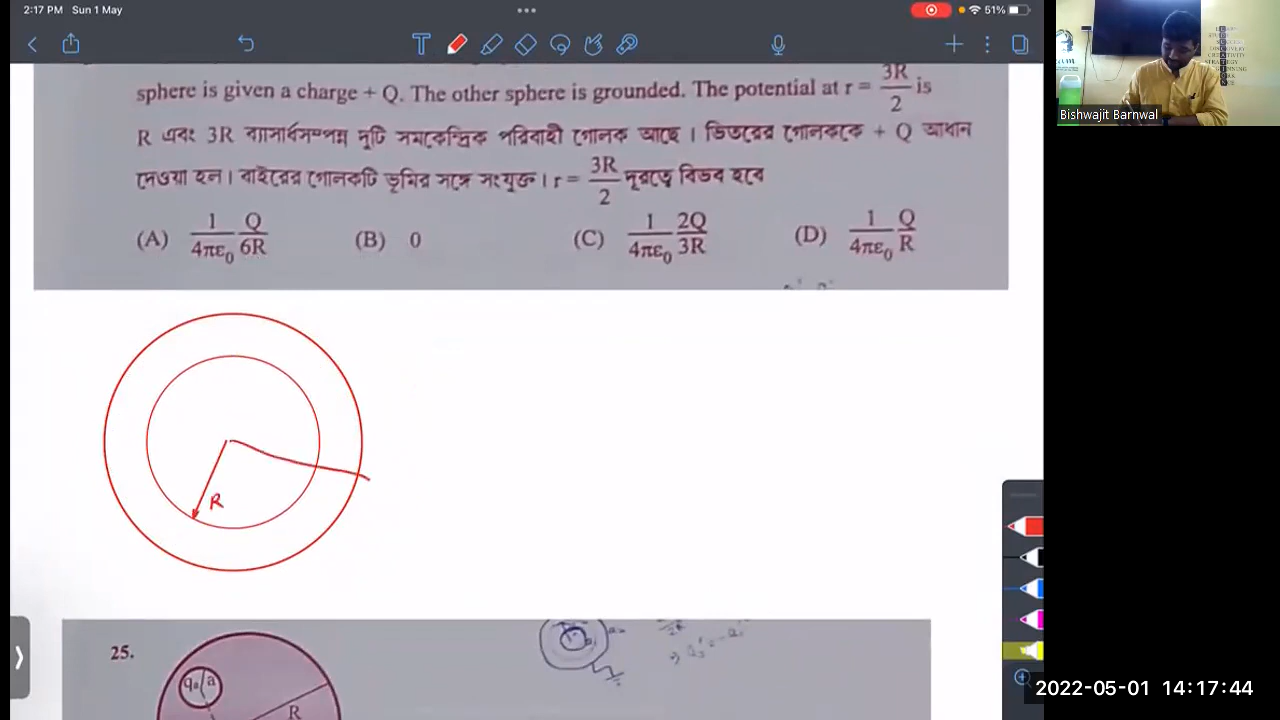 2:17 PM Sun 1 May
51%
sphere is given a charge + Q. The other sphere is grounded. The potential at r = 3R/2 is
R এবং 3R ব্যাসার্ধসম্পন্ন দুটি সমকেন্দ্রিক পরিবাহী গোলক আছে। ভিতরের গোলককে + Q আধান
দেওয়া হল। বাইরের গোলকটি ভূমির সঙ্গে সংযুক্ত। r = 3R/2 দূরত্বে বিভব হবে
(A) 1/4πε₀ Q/6R (B) 0 (C) 1/4πε₀ 2Q/3R (D) 1/4πε₀ Q/R
R
25.
q₀ a
R
Bishwajit Barnwal
2022-05-01 14:17:44